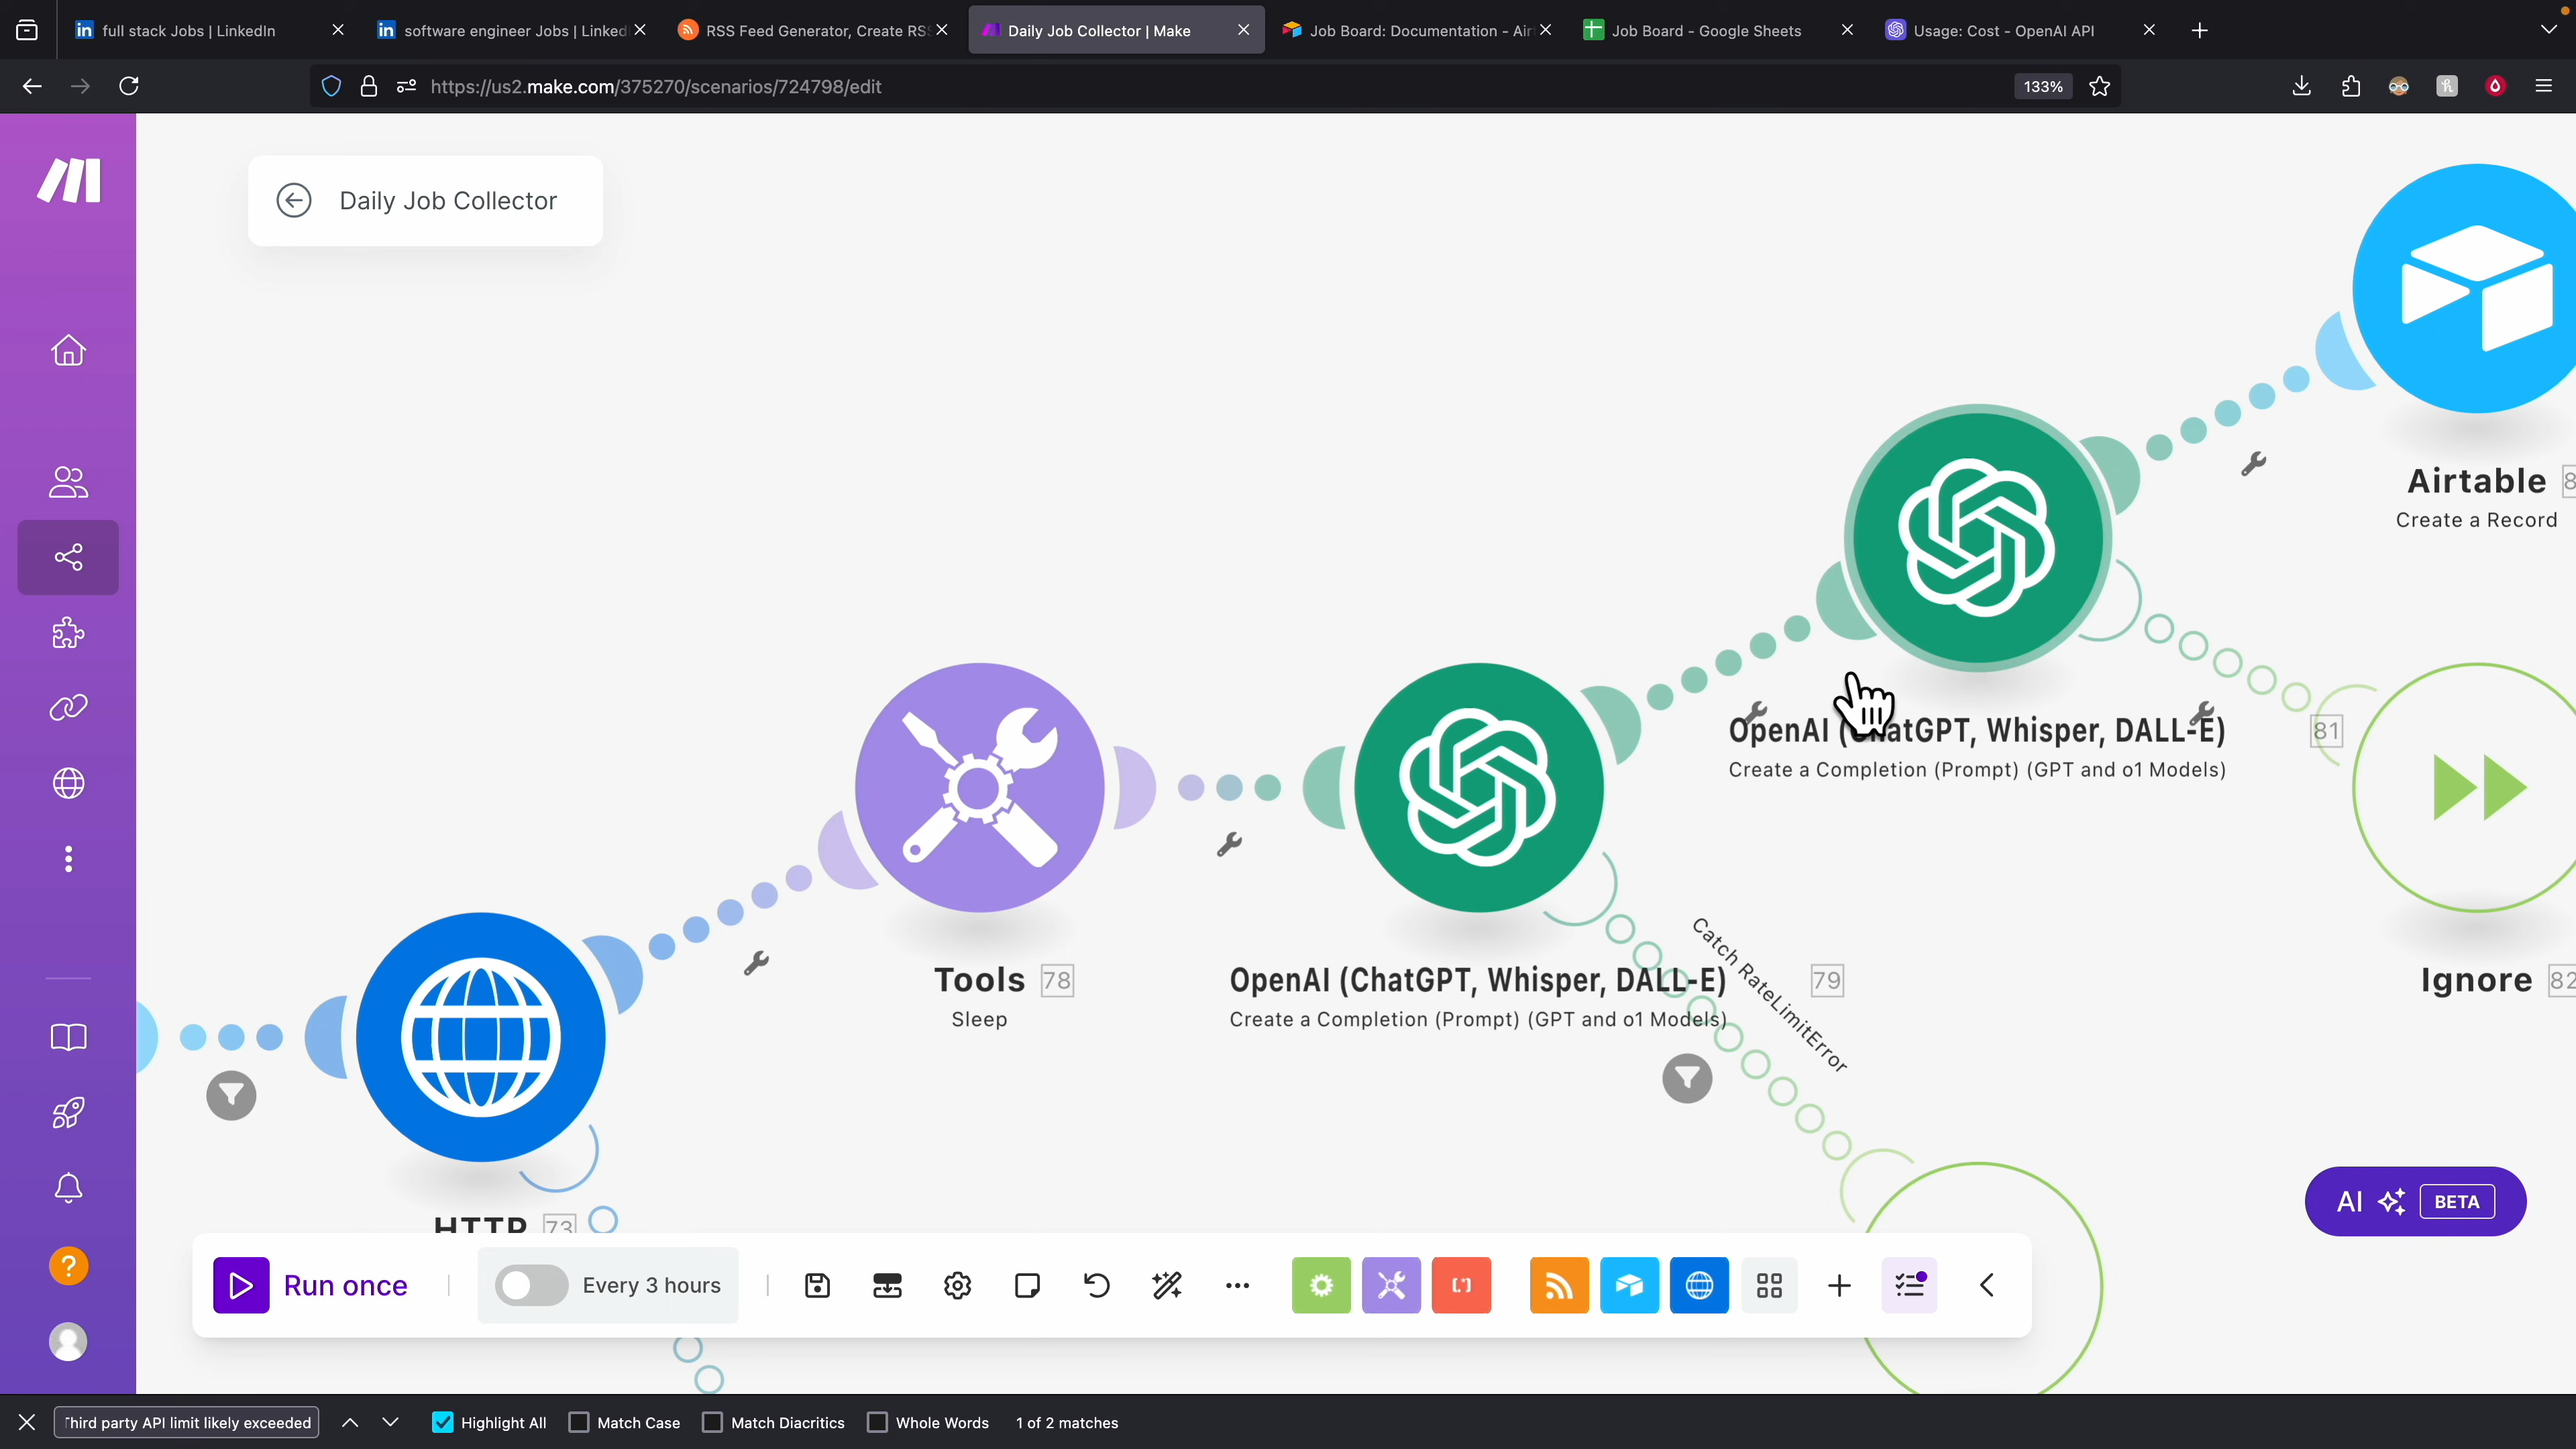 full stack Jobs | LinkedIn
software engineer Jobs | Linked
RSS Feed Generator, Create RS
Daily Job Collector | Make
Job Board: Documentation - Air
Job Board - Google Sheets
Usage: Cost - OpenAI API
https://us2.make.com/375270/scenarios/724798/edit
133%
Daily Job Collector
Airtable 8
Create a Record
OpenAI (ChatGPT, Whisper, DALL-E) 81
Create a Completion (Prompt) (GPT and o1 Models)
Catch RateLimitError
Tools 78
Sleep
OpenAI (ChatGPT, Whisper, DALL-E) 79
Create a Completion (Prompt) (GPT and o1 Models)
Ignore 82
HTTP 73
AI BETA
Run once
Every 3 hours
?
Third party API limit likely exceeded
Highlight All
Match Case
Match Diacritics
Whole Words
1 of 2 matches